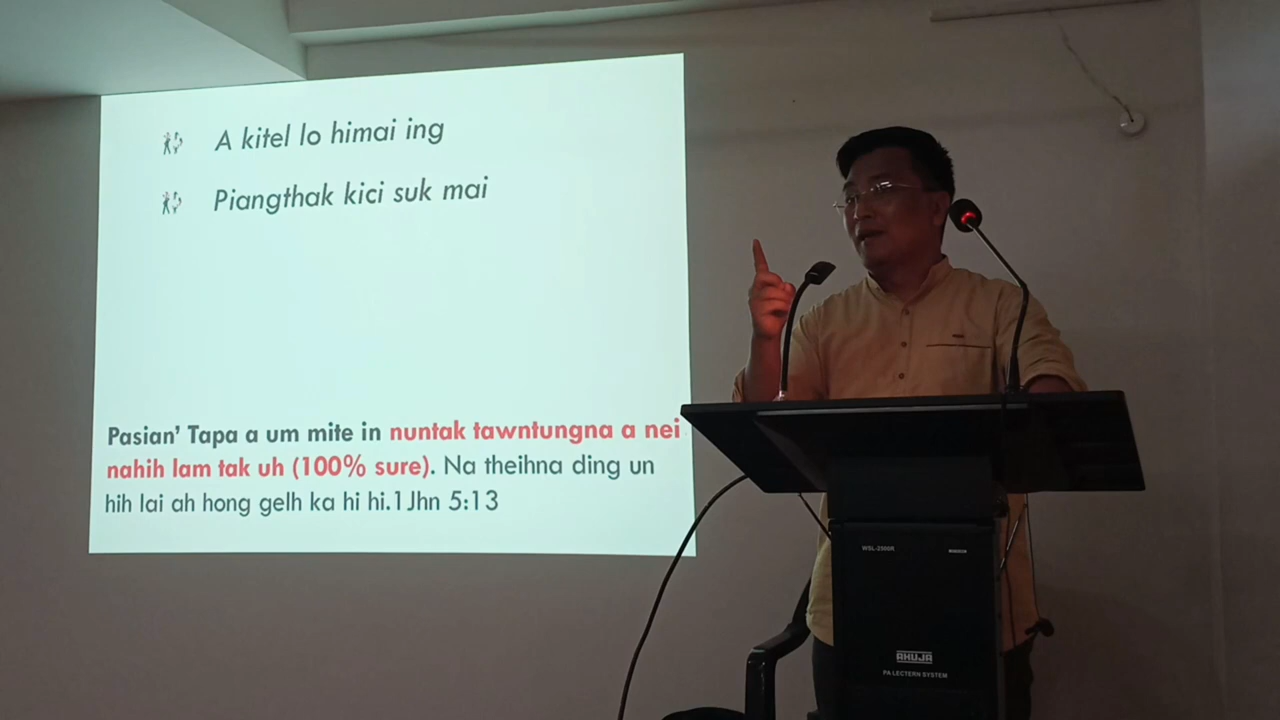 A kitel lo himai ing
Piangthak kici suk mai
Pasian' Tapa a um mite in nuntak tawntungna a nei
nahih lam tak uh (100% sure). Na theihna ding un
hih lai ah hong gelh ka hi hi.1Jhn 5:13
WSL-2500R
AHUJA
PA LECTERN SYSTEM